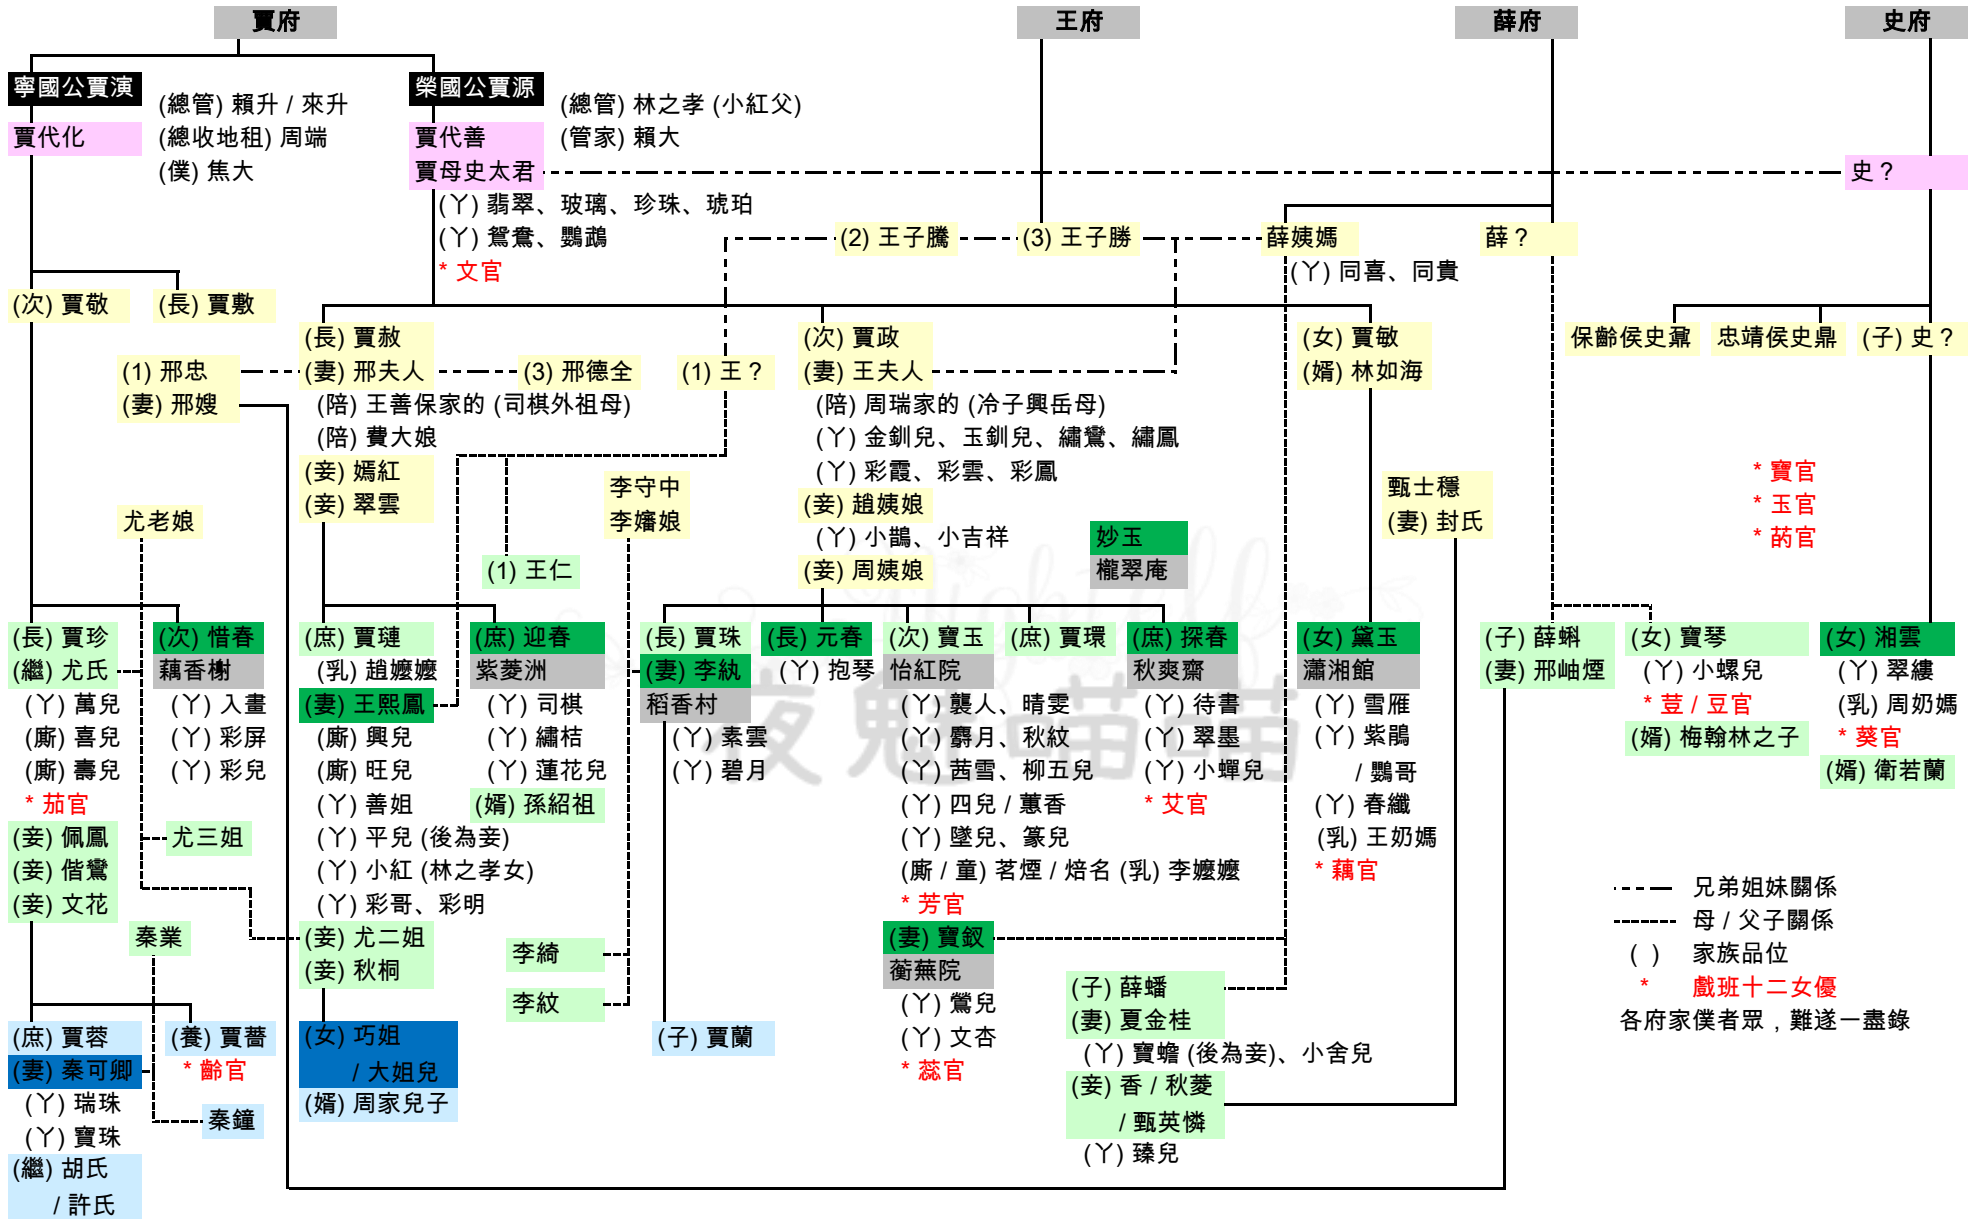 賈府
王府
薛府
史府
寧國公賈演
(總管) 賴升 / 來升
(總收地租) 周端
(僕) 焦大
賈代化
榮國公賈源
(總管) 林之孝 (小紅父)
(管家) 賴大
賈代善
賈母史太君
史 ?
(丫) 翡翠、玻璃、珍珠、琥珀
(丫) 鴛鴦、鸚鵡
* 文官
(2) 王子騰
(3) 王子勝
薛姨媽
(丫) 同喜、同貴
薛 ?
(次) 賈敬
(長) 賈敷
(長) 賈赦
(妻) 邢夫人
(1) 邢忠
(妻) 邢嫂
(3) 邢德全
(陪) 王善保家的 (司棋外祖母)
(陪) 費大娘
(妾) 嫣紅
(妾) 翠雲
(1) 王 ?
(次) 賈政
(妻) 王夫人
(陪) 周瑞家的 (冷子興岳母)
(丫) 金釧兒、玉釧兒、繡鸞、繡鳳
(丫) 彩霞、彩雲、彩鳳
(妾) 趙姨娘
(丫) 小鵲、小吉祥
(妾) 周姨娘
(女) 賈敏
(婿) 林如海
保齡侯史鼐
忠靖侯史鼎
(子) 史 ?
* 寶官
* 玉官
* 菂官
尤老娘
(1) 王仁
李守中
李嬸娘
妙玉
櫳翠庵
甄士穩
(妻) 封氏
(長) 賈珍
(繼) 尤氏
(丫) 萬兒
(廝) 喜兒
(廝) 壽兒
* 茄官
(妾) 佩鳳
(妾) 偕鸞
(妾) 文花
(次) 惜春
藕香榭
(丫) 入畫
(丫) 彩屏
(丫) 彩兒
尤三姐
(庶) 賈璉
(乳) 趙嬤嬤
(妻) 王熙鳳
(廝) 興兒
(廝) 旺兒
(丫) 善姐
(丫) 平兒 (後為妾)
(丫) 小紅 (林之孝女)
(丫) 彩哥、彩明
(妾) 尤二姐
(妾) 秋桐
(庶) 迎春
紫菱洲
(丫) 司棋
(丫) 繡桔
(丫) 蓮花兒
(婿) 孫紹祖
(長) 賈珠
(妻) 李紈
稻香村
(丫) 素雲
(丫) 碧月
(長) 元春
(丫) 抱琴
(次) 寶玉
怡紅院
(丫) 襲人、晴雯
(丫) 麝月、秋紋
(丫) 茜雪、柳五兒
(丫) 四兒 / 蕙香
(丫) 墜兒、篆兒
(廝 / 童) 茗煙 / 焙名 (乳) 李嬤嬤
* 芳官
(妻) 寶釵
蘅蕪院
(丫) 鶯兒
(丫) 文杏
* 蕊官
(庶) 賈環
(庶) 探春
秋爽齋
(丫) 待書
(丫) 翠墨
(丫) 小蟬兒
* 艾官
(女) 黛玉
瀟湘館
(丫) 雪雁
(丫) 紫鵑
/ 鸚哥
(丫) 春纖
(乳) 王奶媽
* 藕官
(子) 薛蝌
(妻) 邢岫煙
(女) 寶琴
(丫) 小螺兒
* 荳 / 豆官
(婿) 梅翰林之子
(女) 湘雲
(丫) 翠縷
(乳) 周奶媽
* 葵官
(婿) 衛若蘭
夜魅喵喵
秦業
李綺
李紋
(子) 薛蟠
(妻) 夏金桂
(丫) 寶蟾 (後為妾)、小舍兒
(妾) 香 / 秋菱
/ 甄英憐
(丫) 臻兒
(庶) 賈蓉
(妻) 秦可卿
(丫) 瑞珠
(丫) 寶珠
(繼) 胡氏
/ 許氏
(養) 賈薔
* 齡官
秦鐘
(女) 巧姐
/ 大姐兒
(婿) 周家兒子
(子) 賈蘭
兄弟姐妹關係
母 / 父子關係
( ) 家族品位
* 戲班十二女優
各府家僕者眾 , 難遂一盡錄